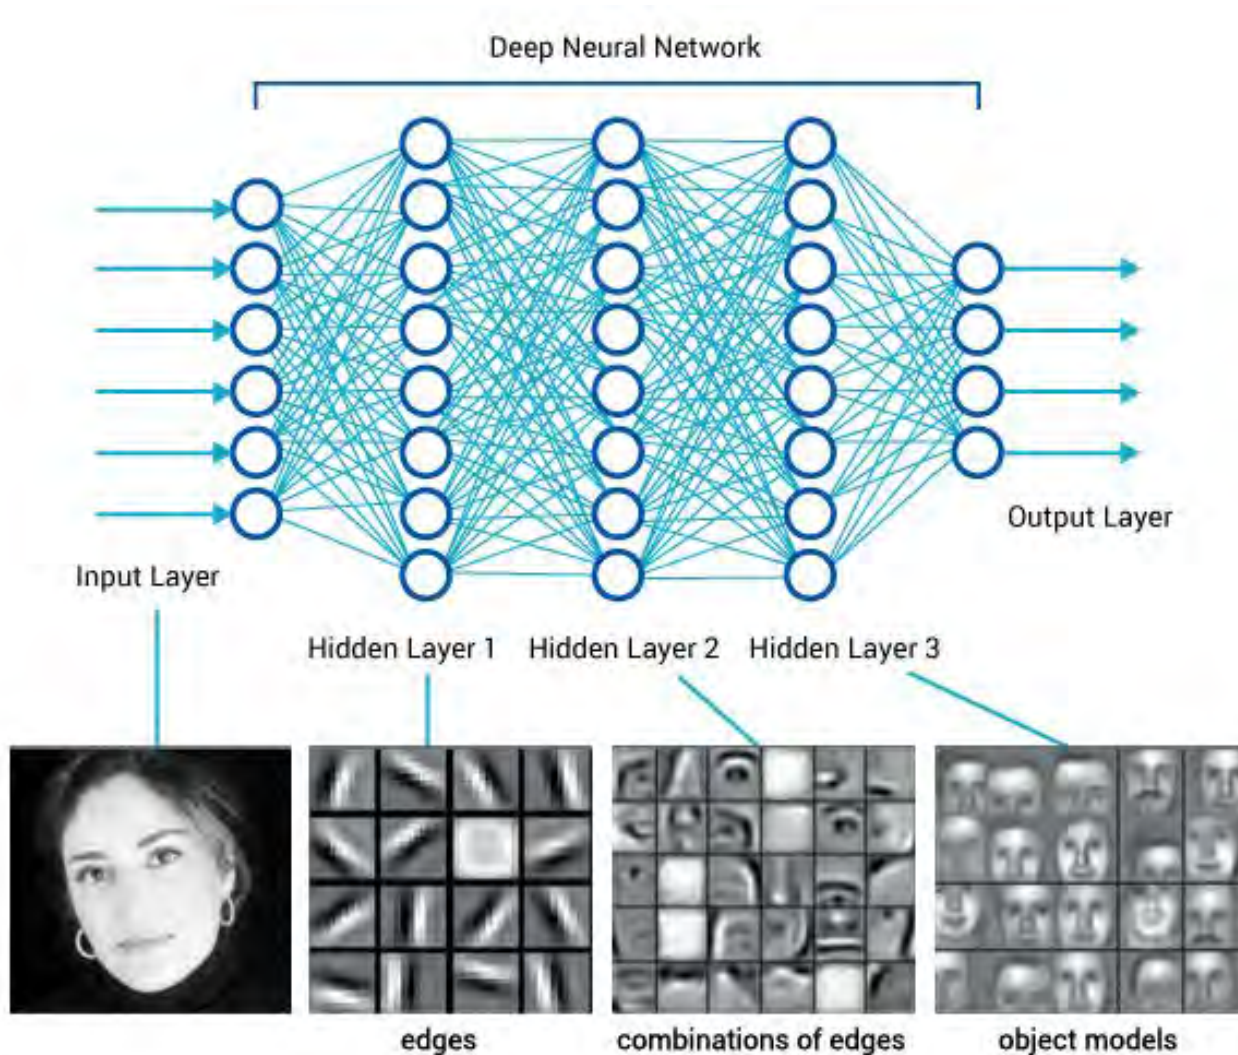 Deep Neural Network
Output Layer
Input Layer
Hidden Layer 1 Hidden Layer 2 Hidden Layer 3
edges combinations of edges object models